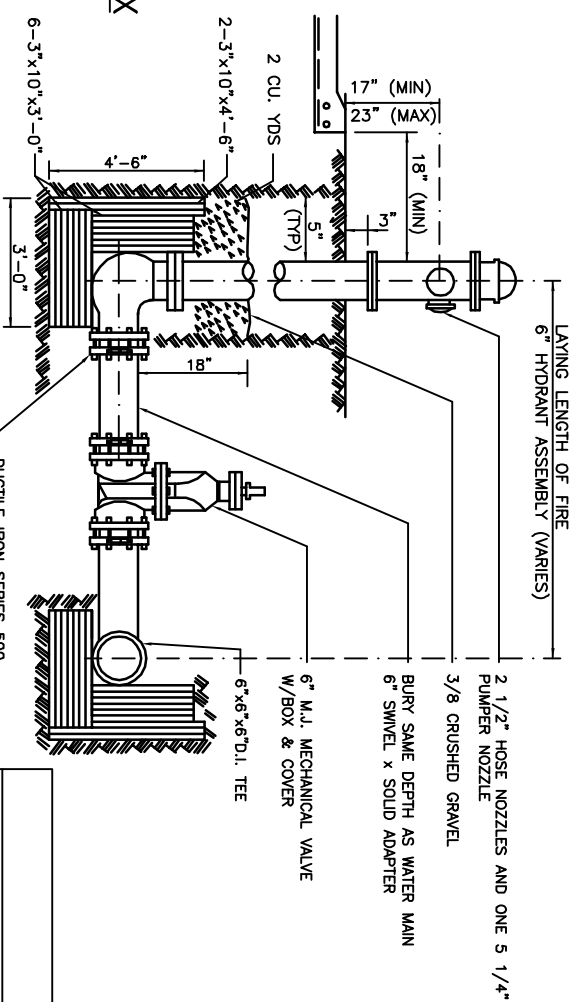 LAYING LENGTH OF FIRE
6" HYDRANT ASSEMBLY (VARIES)
2 1/2" HOSE NOZZLES AND ONE 5 1/4"
PUMPER NOZZLE
3/8 CRUSHED GRAVEL
BURY SAME DEPTH AS WATER MAIN
6" SWIVEL x SOLID ADAPTER
6" M.J. MECHANICAL VALVE
W/BOX & COVER
6"x6"x6"D.I. TEE
17" (MIN)
23" (MAX)
18" (MIN)
3"
5"
(TYP)
18"
2 CU. YDS
2-3"x10"x4'-6"
6-3"x10"x3'-0"
4'-6"
3'-0"
DUCTILE IRON SERIES 500